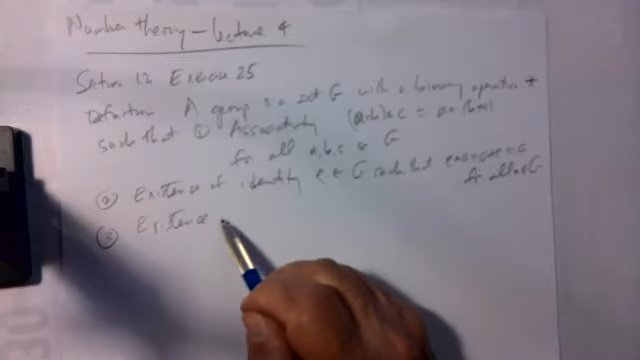 Number theory – lecture 4
Section 12 Exercise 25
Definition A group is a set G with a binary operation *
such that ① Associativity (a*b)*c = a*(b*c)
for all a, b, c ∈ G
② Existence of identity e ∈ G such that e*a=a*e=a
for all a∈G
③ Existence